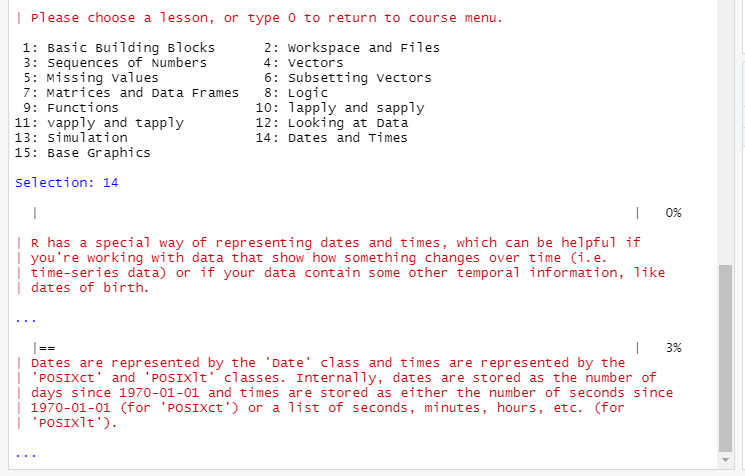 | Please choose a lesson, or type 0 to return to course menu.
1: Basic Building Blocks 2: Workspace and Files
3: Sequences of Numbers 4: Vectors
5: Missing Values 6: Subsetting Vectors
7: Matrices and Data Frames 8: Logic
9: Functions 10: lapply and sapply
11: vapply and tapply 12: Looking at Data
13: Simulation 14: Dates and Times
15: Base Graphics
Selection: 14
| | 0%
| R has a special way of representing dates and times, which can be helpful if
| you're working with data that show how something changes over time (i.e.
| time-series data) or if your data contain some other temporal information, like
| dates of birth.
...
|== | 3%
| Dates are represented by the 'Date' class and times are represented by the
| 'POSIXct' and 'POSIXlt' classes. Internally, dates are stored as the number of
| days since 1970-01-01 and times are stored as either the number of seconds since
| 1970-01-01 (for 'POSIXct') or a list of seconds, minutes, hours, etc. (for
| 'POSIXlt').
...